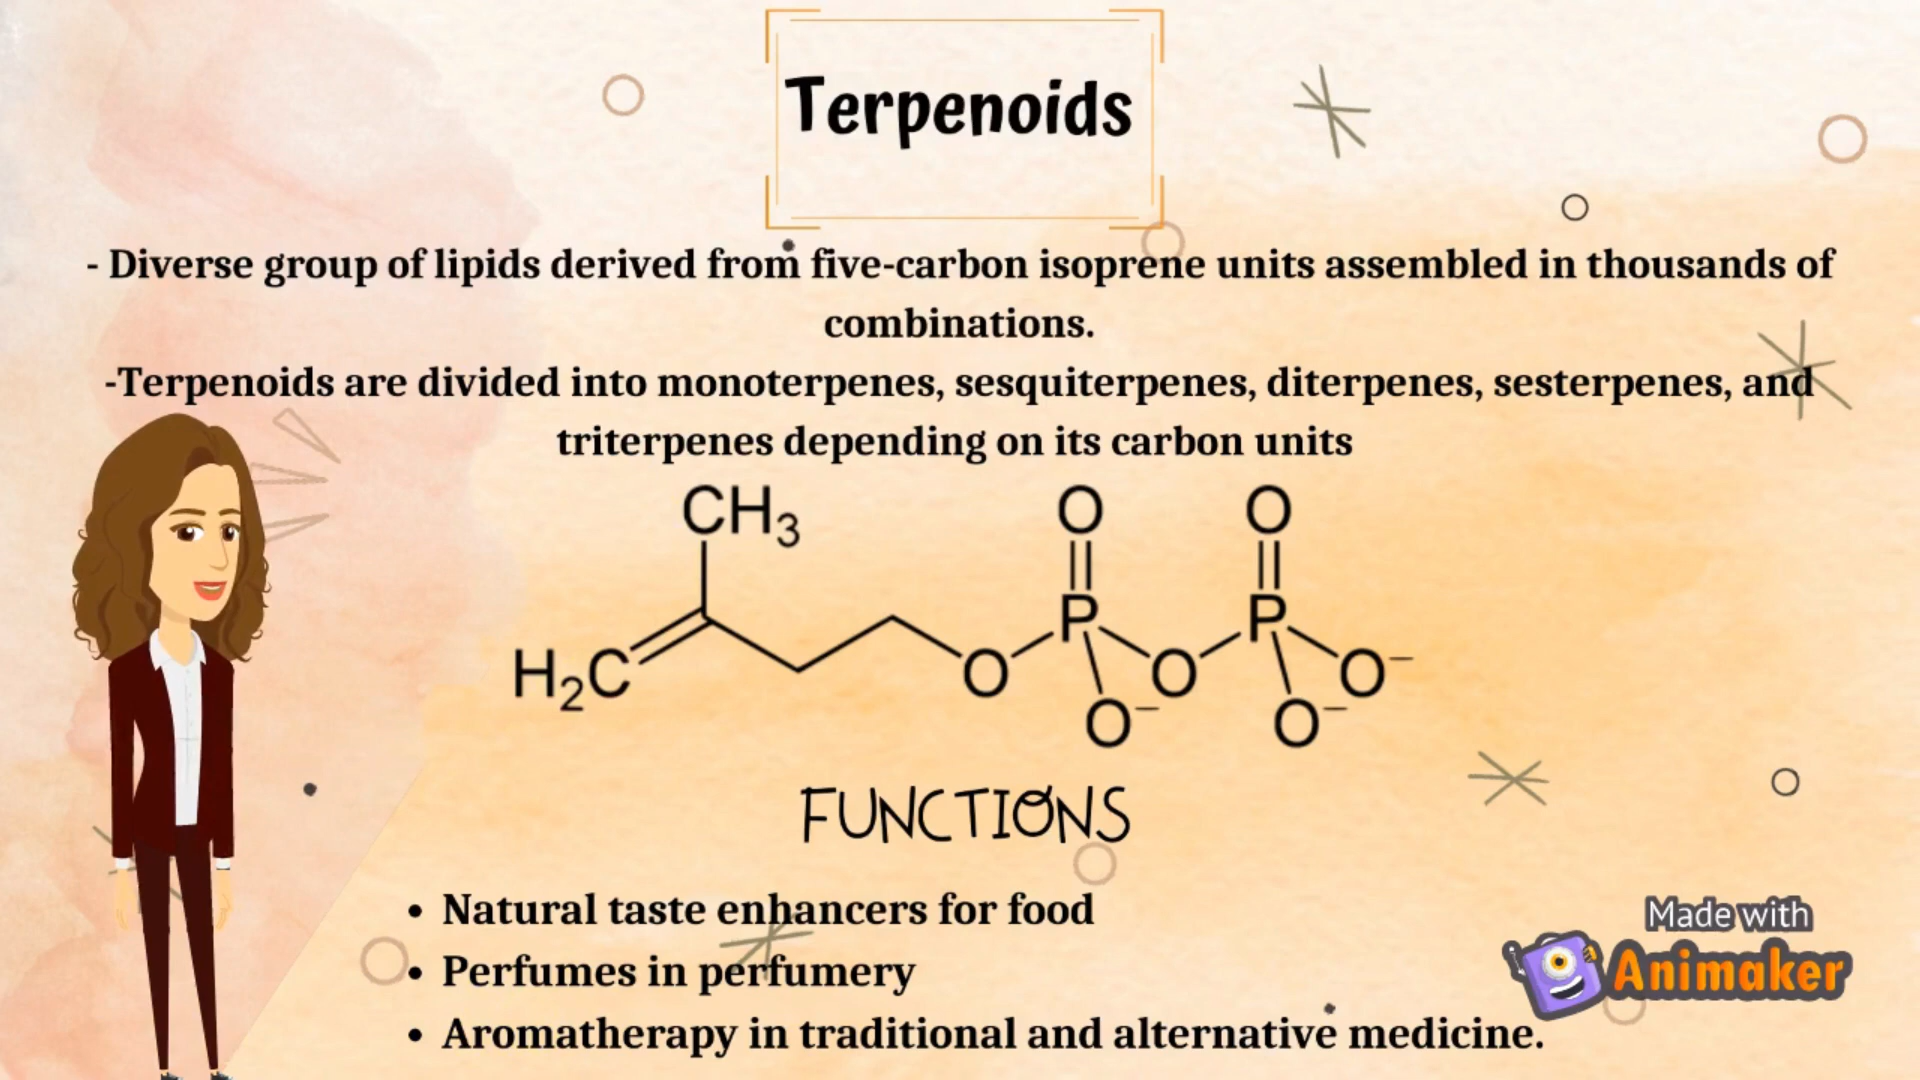 Terpenoids
- Diverse group of lipids derived from five-carbon isoprene units assembled in thousands of
combinations.
-Terpenoids are divided into monoterpenes, sesquiterpenes, diterpenes, sesterpenes, and
triterpenes depending on its carbon units
CH₃ O O
P P
H₂C O O O⁻
O⁻ O⁻
FUNCTIONS
• Natural taste enhancers for food
• Perfumes in perfumery
• Aromatherapy in traditional and alternative medicine.
Made with
Animaker